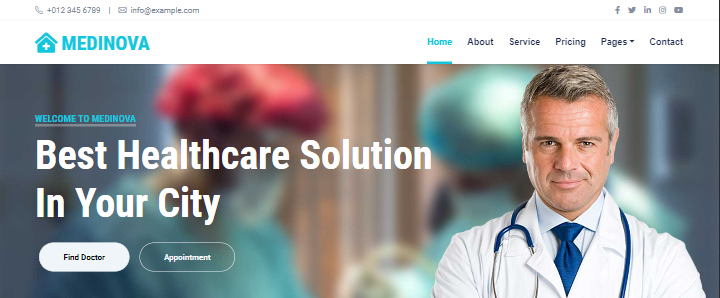 +012 345 6789 | info@example.com
MEDINOVA
Home About Service Pricing Pages Contact
WELCOME TO MEDINOVA
Best Healthcare Solution
In Your City
Find Doctor Appointment